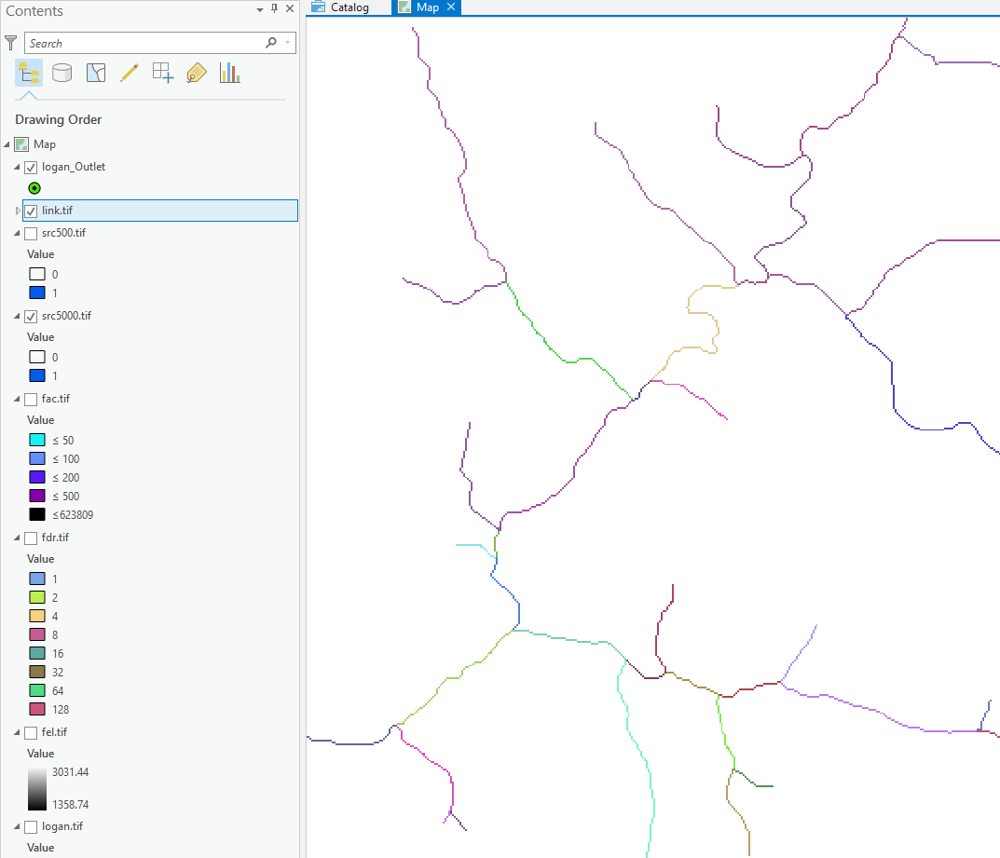 Contents
Catalog
Map
Search
Drawing Order
Map
logan_Outlet
link.tif
src500.tif
Value
0
1
src5000.tif
Value
0
1
fac.tif
Value
≤ 50
≤ 100
≤ 200
≤ 500
≤623809
fdr.tif
Value
1
2
4
8
16
32
64
128
fel.tif
Value
3031.44
1358.74
logan.tif
Value